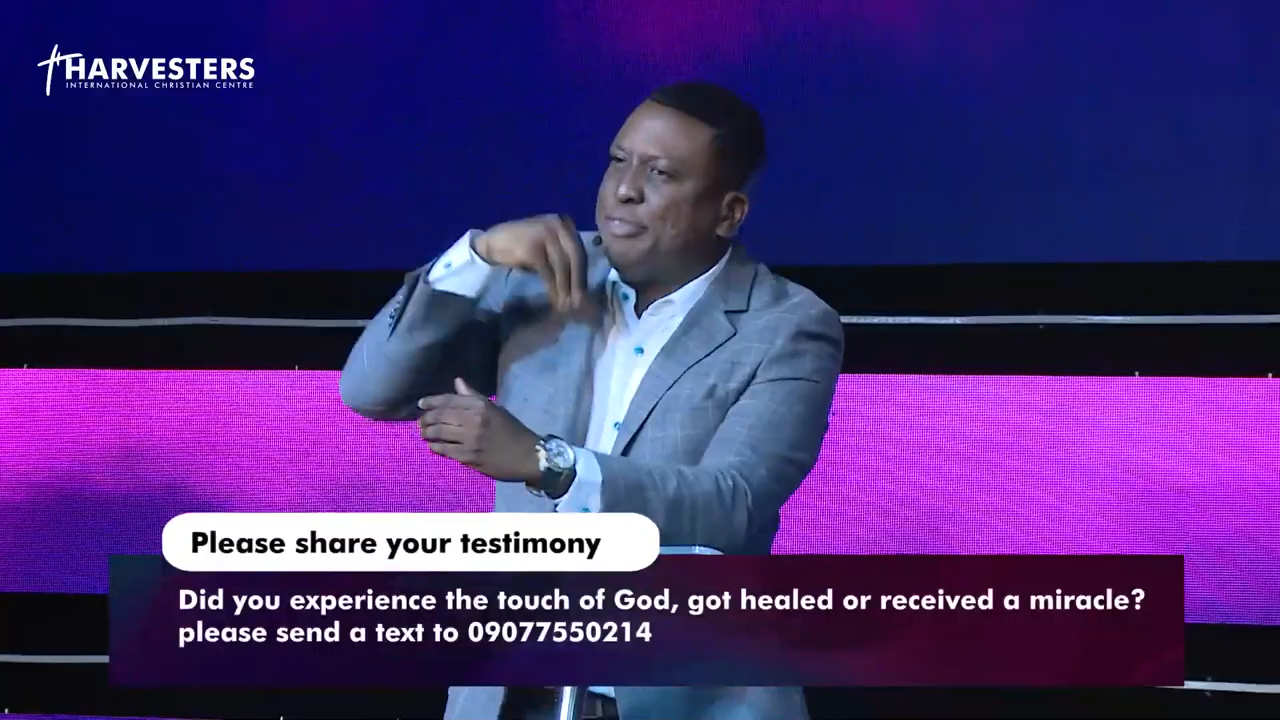 HARVESTERS
INTERNATIONAL CHRISTIAN CENTRE
Please share your testimony
Did you experience the touch of God, got healed or received a miracle?
please send a text to 09077550214